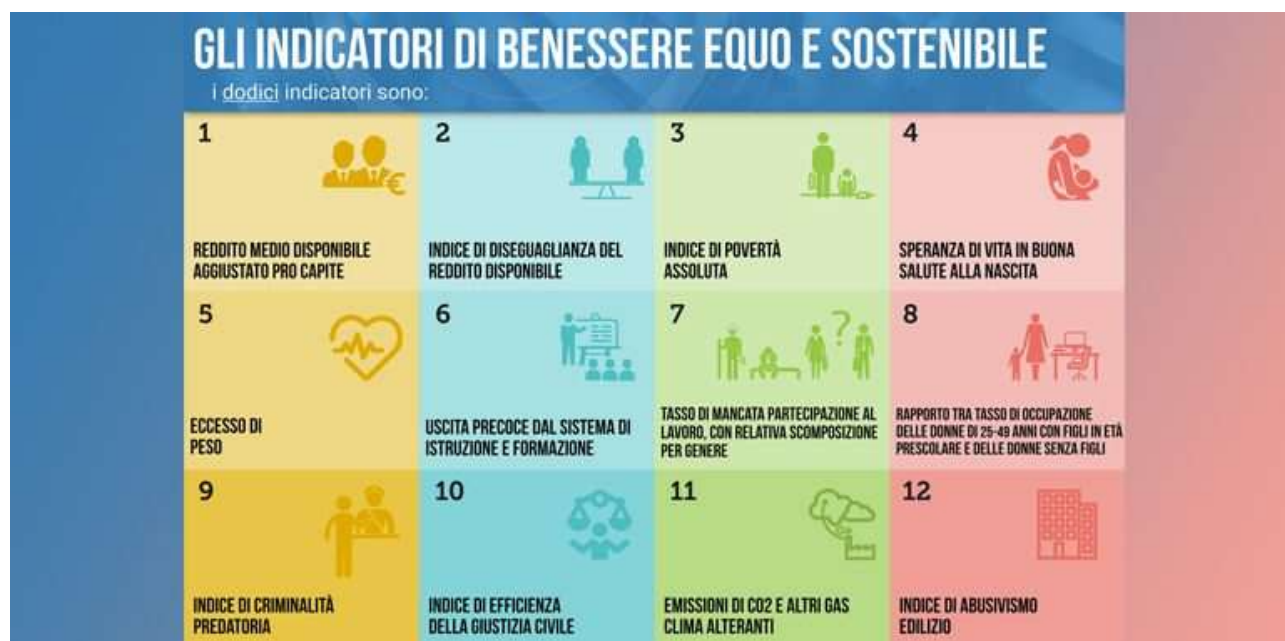 GLI INDICATORI DI BENESSERE EQUO E SOSTENIBILE
i dodici indicatori sono:
1
€
REDDITO MEDIO DISPONIBILE
AGGIUSTATO PRO CAPITE
2
INDICE DI DISEGUAGLIANZA DEL
REDDITO DISPONIBILE
3
INDICE DI POVERTÀ
ASSOLUTA
4
SPERANZA DI VITA IN BUONA
SALUTE ALLA NASCITA
5
ECCESSO DI
PESO
6
USCITA PRECOCE DAL SISTEMA DI
ISTRUZIONE E FORMAZIONE
7
?
TASSO DI MANCATA PARTECIPAZIONE AL
LAVORO, CON RELATIVA SCOMPOSIZIONE
PER GENERE
8
RAPPORTO TRA TASSO DI OCCUPAZIONE
DELLE DONNE DI 25-49 ANNI CON FIGLI IN ETÀ
PRESCOLARE E DELLE DONNE SENZA FIGLI
9
INDICE DI CRIMINALITÀ
PREDATORIA
10
INDICE DI EFFICIENZA
DELLA GIUSTIZIA CIVILE
11
EMISSIONI DI CO2 E ALTRI GAS
CLIMA ALTERANTI
12
INDICE DI ABUSIVISMO
EDILIZIO